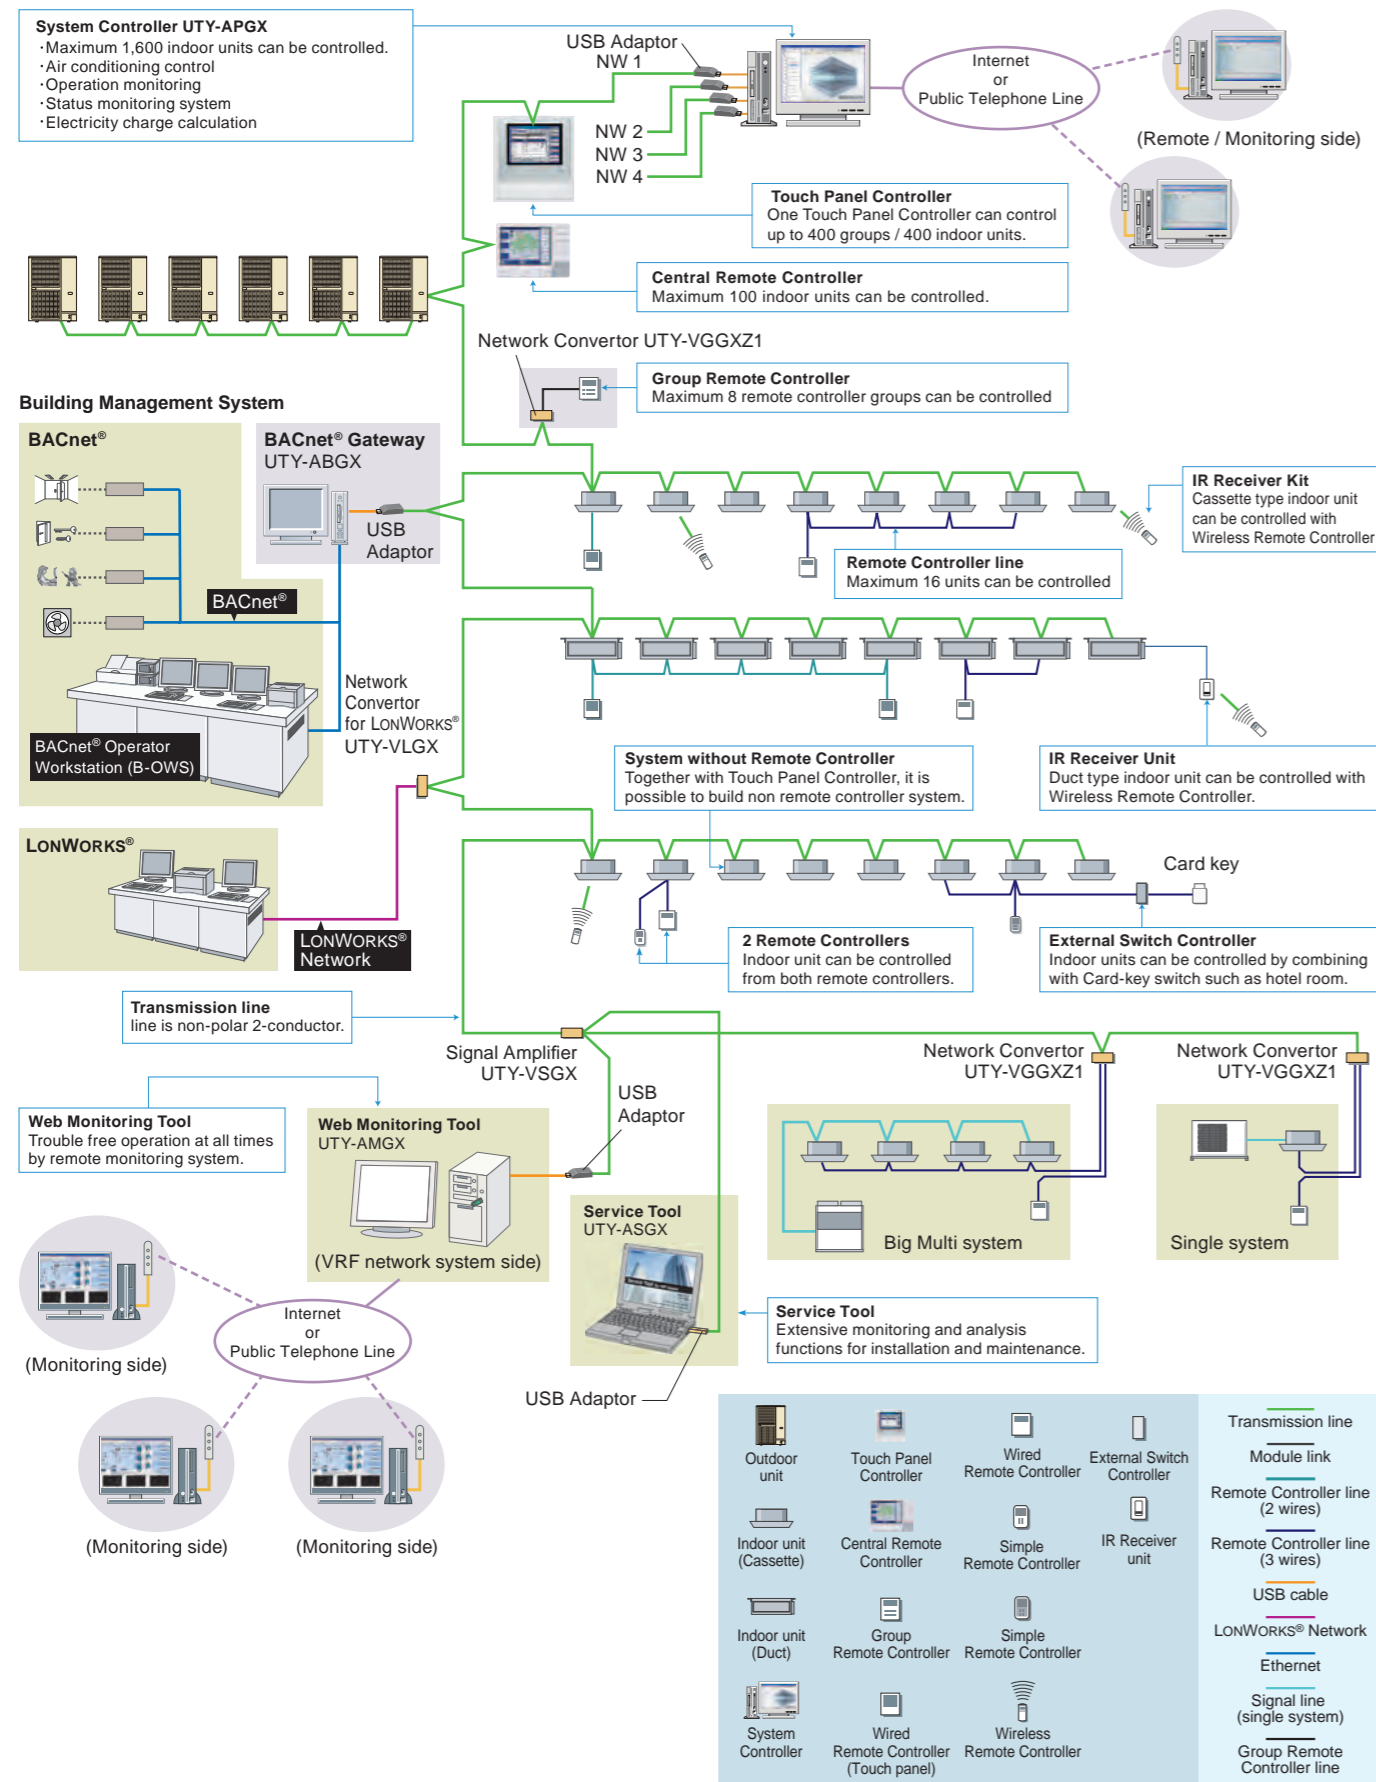 System Controller UTY-APGX
・Maximum 1,600 indoor units can be controlled.
・Air conditioning control
・Operation monitoring
・Status monitoring system
・Electricity charge calculation
USB Adaptor
NW 1
NW 2
NW 3
NW 4
Internet
or
Public Telephone Line
(Remote / Monitoring side)
Touch Panel Controller
One Touch Panel Controller can control
up to 400 groups / 400 indoor units.
Central Remote Controller
Maximum 100 indoor units can be controlled.
Network Convertor UTY-VGGXZ1
Group Remote Controller
Maximum 8 remote controller groups can be controlled
Building Management System
BACnet®
BACnet® Gateway
UTY-ABGX
USB
Adaptor
IR Receiver Kit
Cassette type indoor unit
can be controlled with
Wireless Remote Controller
Remote Controller line
Maximum 16 units can be controlled
BACnet®
BACnet® Operator
Workstation (B-OWS)
Network
Convertor
for LONWORKS®
UTY-VLGX
System without Remote Controller
Together with Touch Panel Controller, it is
possible to build non remote controller system.
IR Receiver Unit
Duct type indoor unit can be controlled with
Wireless Remote Controller.
LONWORKS®
LONWORKS®
Network
Card key
2 Remote Controllers
Indoor unit can be controlled
from both remote controllers.
External Switch Controller
Indoor units can be controlled by combining
with Card-key switch such as hotel room.
Transmission line
line is non-polar 2-conductor.
Signal Amplifier
UTY-VSGX
USB
Adaptor
Network Convertor
UTY-VGGXZ1
Network Convertor
UTY-VGGXZ1
Web Monitoring Tool
Trouble free operation at all times
by remote monitoring system.
Web Monitoring Tool
UTY-AMGX
(VRF network system side)
Service Tool
UTY-ASGX
Big Multi system
Single system
Service Tool
Extensive monitoring and analysis
functions for installation and maintenance.
USB Adaptor
Internet
or
Public Telephone Line
(Monitoring side)
(Monitoring side)
(Monitoring side)
Outdoor
unit
Touch Panel
Controller
Wired
Remote Controller
External Switch
Controller
Indoor unit
(Cassette)
Central Remote
Controller
Simple
Remote Controller
IR Receiver
unit
Indoor unit
(Duct)
Group
Remote Controller
Simple
Remote Controller
System
Controller
Wired
Remote Controller
(Touch panel)
Wireless
Remote Controller
Transmission line
Module link
Remote Controller line
(2 wires)
Remote Controller line
(3 wires)
USB cable
LONWORKS® Network
Ethernet
Signal line
(single system)
Group Remote
Controller line